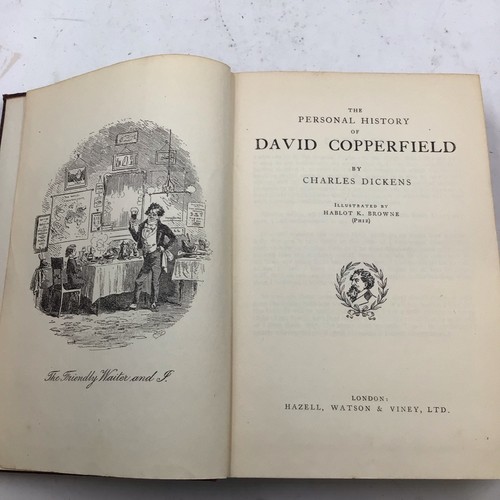 The Friendly Waiter and I.
THE
PERSONAL HISTORY
OF
DAVID COPPERFIELD
BY
CHARLES DICKENS
ILLUSTRATED BY
HABLOT K. BROWNE
(PHIZ)
LONDON:
HAZELL, WATSON & VINEY, LTD.